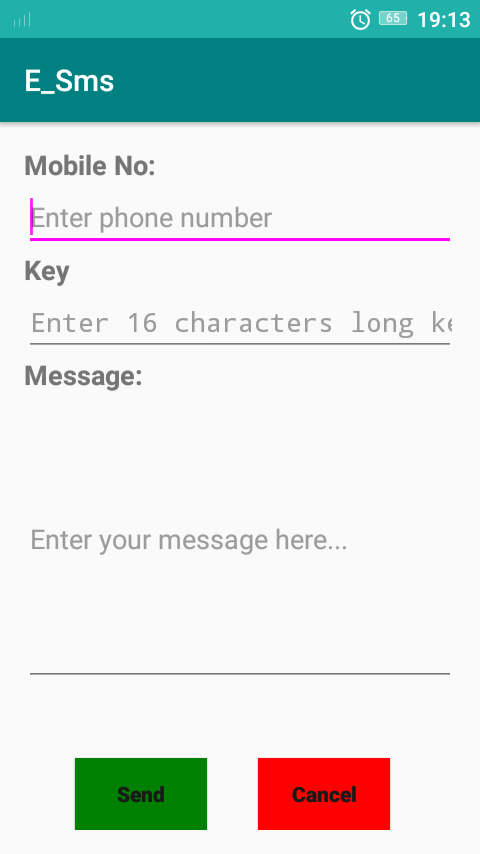 65 19:13
E_Sms
Mobile No:
Enter phone number
Key
Enter 16 characters long ke
Message:
Enter your message here...
Send Cancel